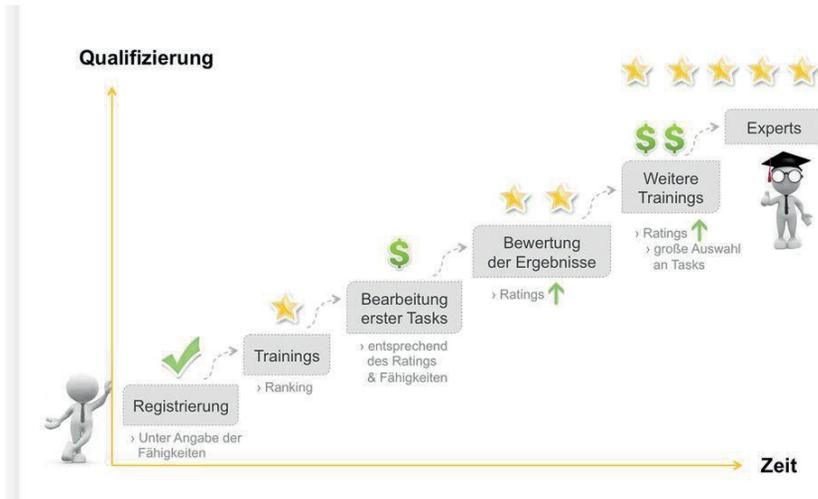 Qualifizierung
Experts
$ $
Weitere
Trainings
› Ratings
› große Auswahl
an Tasks
Bewertung
der Ergebnisse
› Ratings
$
Bearbeitung
erster Tasks
› entsprechend
des Ratings
& Fähigkeiten
Trainings
› Ranking
Registrierung
› Unter Angabe der
Fähigkeiten
Zeit